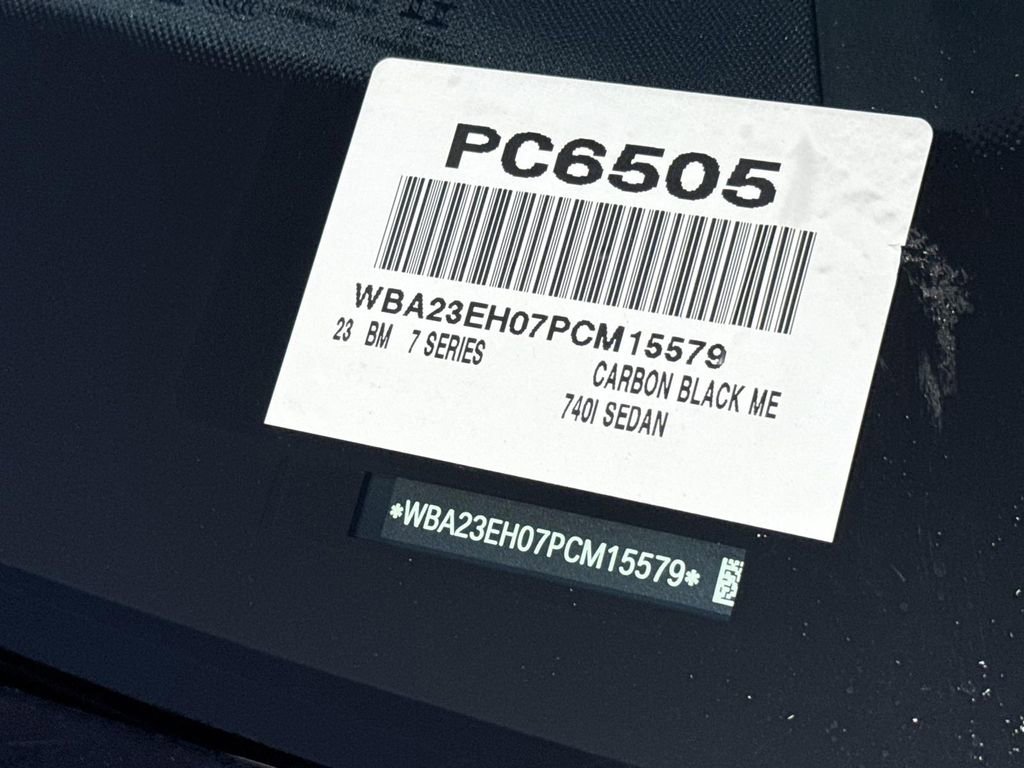 PC6505
WBA23EH07PCM15579
23 BM 7 SERIES
CARBON BLACK ME
740I SEDAN
*WBA23EH07PCM15579*